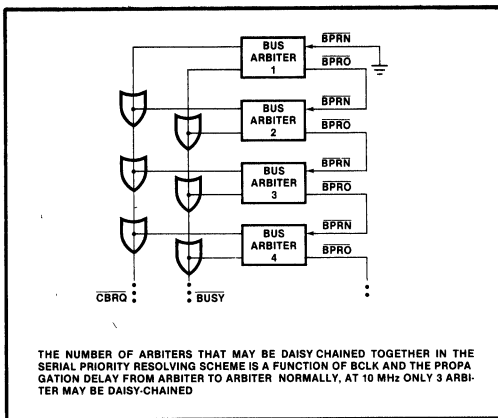 BUS
ARBITER
1
BPRN
BPRO
BUS
ARBITER
2
BPRN
BPRO
BUS
ARBITER
3
BPRN
BPRO
BUS
ARBITER
4
BPRN
BPRO
CBRQ
BUSY
THE NUMBER OF ARBITERS THAT MAY BE DAISY CHAINED TOGETHER IN THE
SERIAL PRIORITY RESOLVING SCHEME IS A FUNCTION OF BCLK AND THE PROPA
GATION DELAY FROM ARBITER TO ARBITER NORMALLY, AT 10 MHz ONLY 3 ARBI-
TER MAY BE DAISY-CHAINED